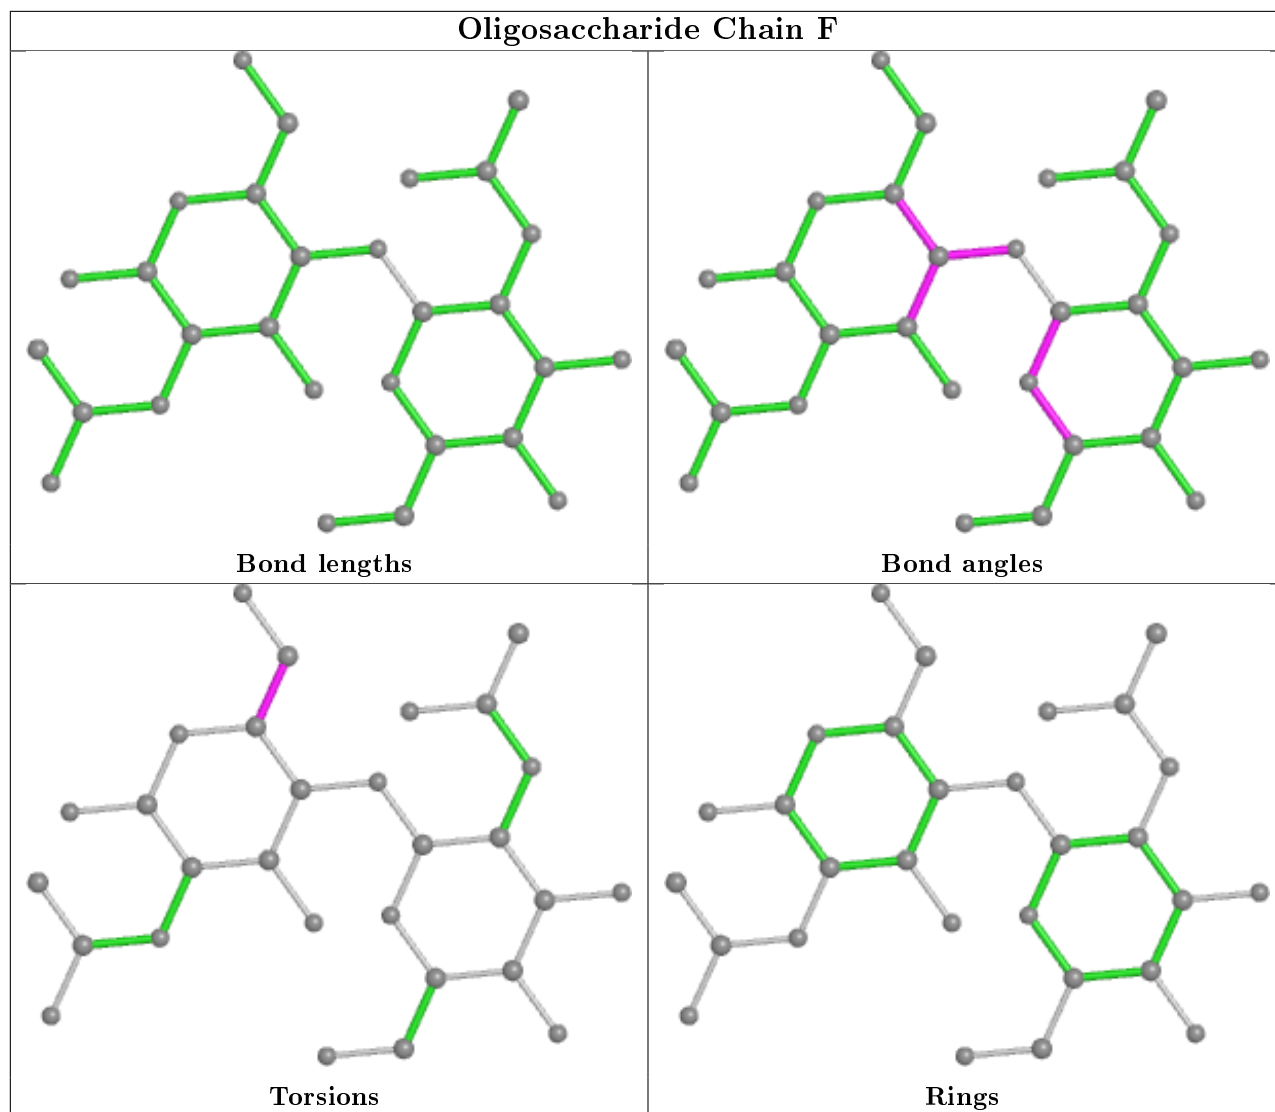 Oligosaccharide Chain F
Bond lengths
Bond angles
Torsions
Rings